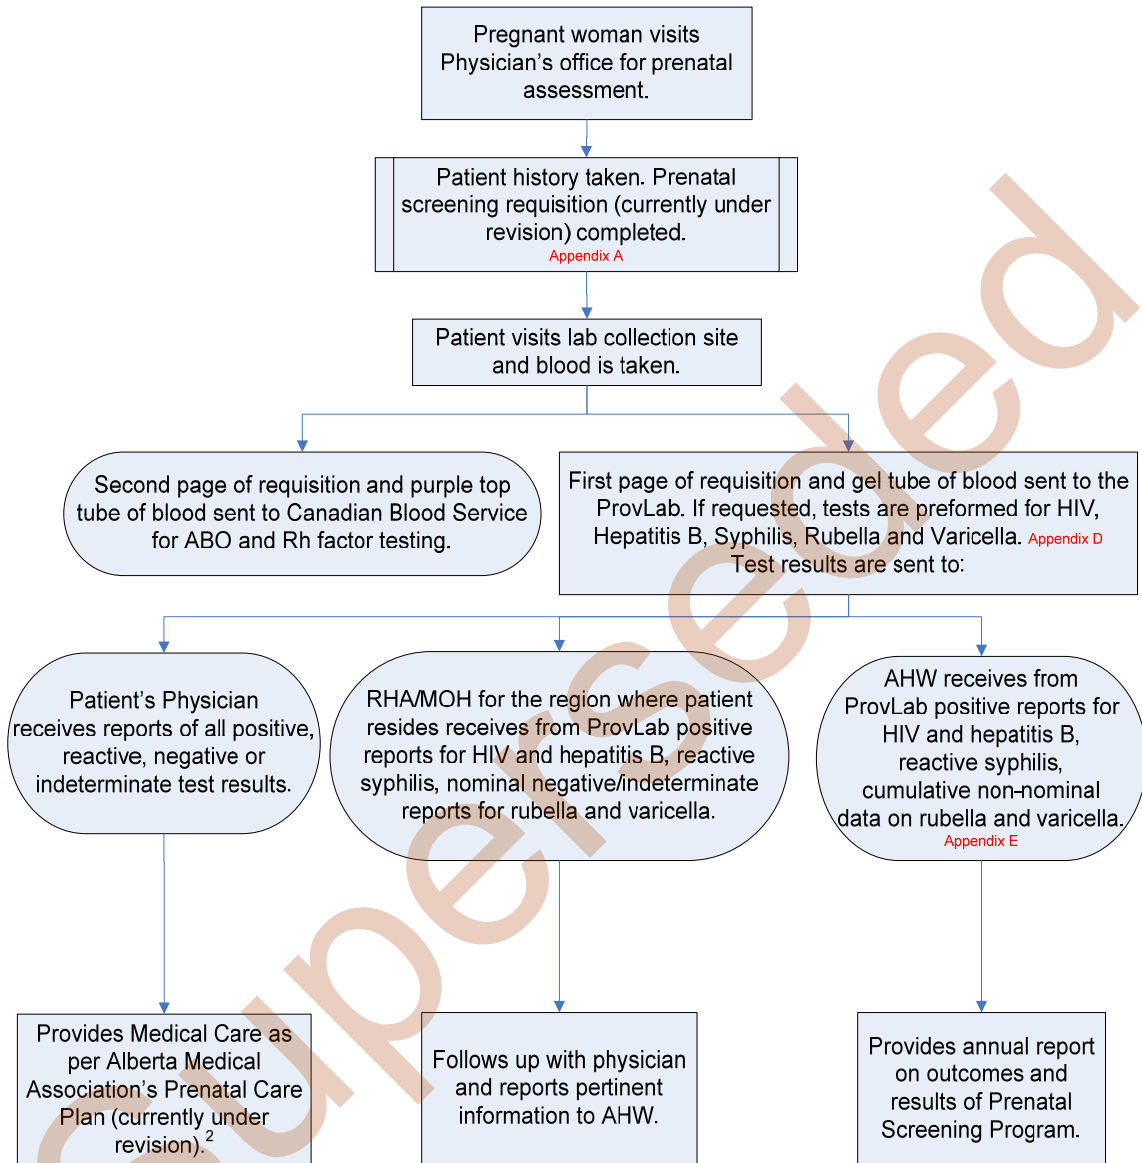 Pregnant woman visits
Physician's office for prenatal
assessment.
Patient history taken. Prenatal
screening requisition (currently under
revision) completed.
Appendix A
Patient visits lab collection site
and blood is taken.
Second page of requisition and purple top
tube of blood sent to Canadian Blood Service
for ABO and Rh factor testing.
First page of requisition and gel tube of blood sent to the
ProvLab. If requested, tests are preformed for HIV,
Hepatitis B, Syphilis, Rubella and Varicella. Appendix D
Test results are sent to:
Patient's Physician
receives reports of all positive,
reactive, negative or
indeterminate test results.
RHA/MOH for the region where patient
resides receives from ProvLab positive
reports for HIV and hepatitis B, reactive
syphilis, nominal negative/indeterminate
reports for rubella and varicella.
AHW receives from
ProvLab positive reports for
HIV and hepatitis B,
reactive syphilis,
cumulative non-nominal
data on rubella and varicella.
Appendix E
Provides Medical Care as
per Alberta Medical
Association's Prenatal Care
Plan (currently under
revision).2
Follows up with physician
and reports pertinent
information to AHW.
Provides annual report
on outcomes and
results of Prenatal
Screening Program.
Superseded